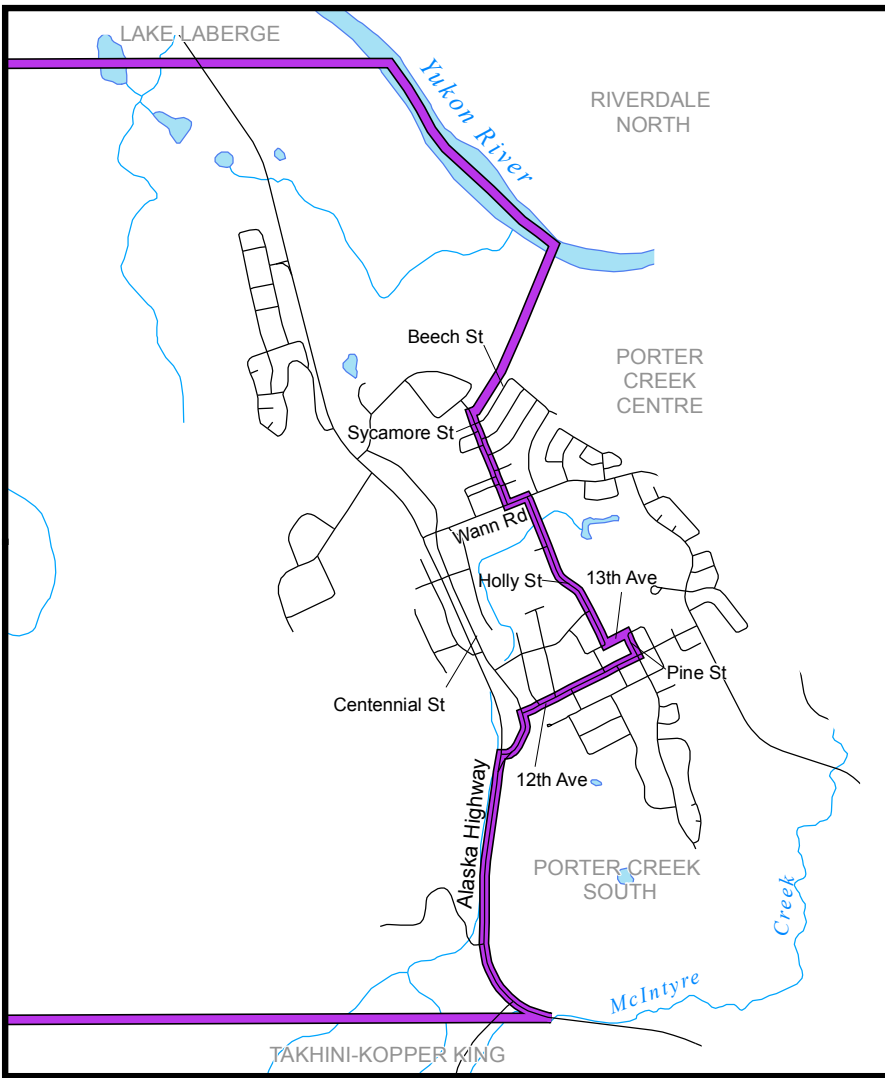 LAKE LABERGE
Yukon River
RIVERDALE
NORTH
Beech St
PORTER
CREEK
CENTRE
Sycamore St
Wann Rd
Holly St
13th Ave
Pine St
Centennial St
12th Ave
Alaska Highway
PORTER CREEK
SOUTH
McIntyre
Creek
TAKHINI-KOPPER KING